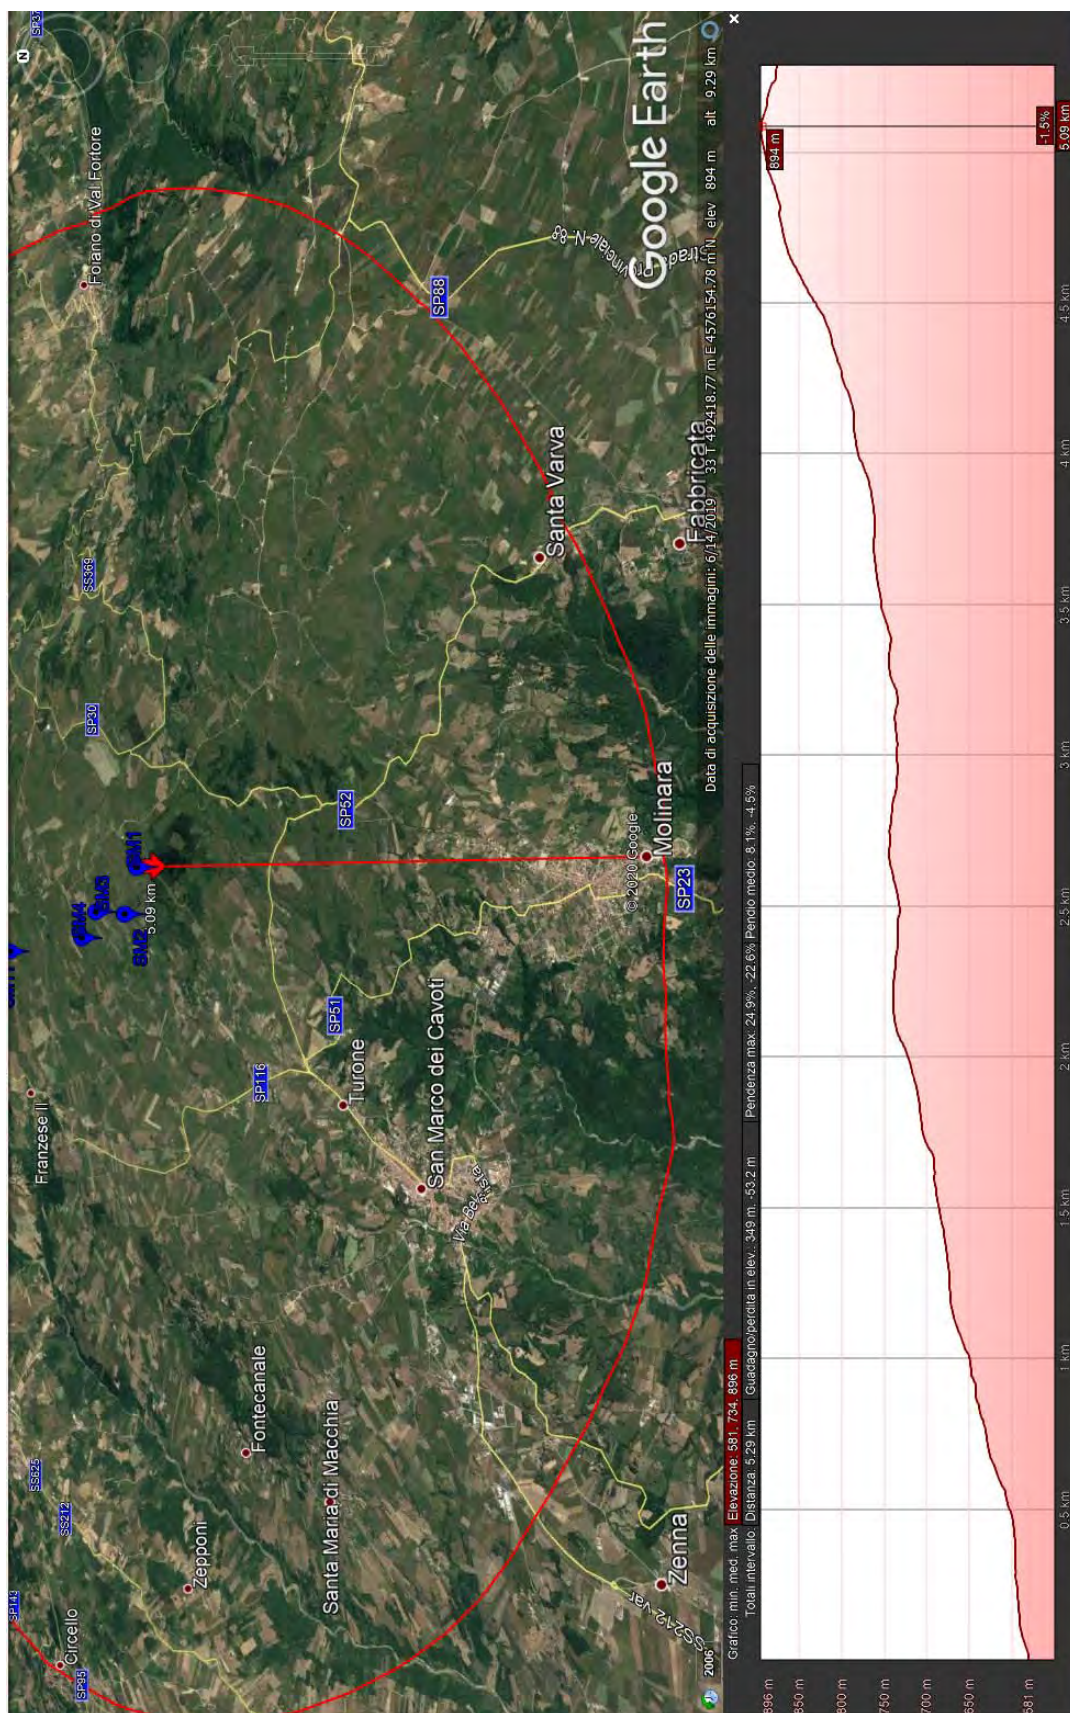 SP37
N
Foiano di Val Fortore
SS369
SP30
SP52
SP88
Strada Provinciale N. 88
Santa Varva
Fabbricata
BM1
BM3
BM4
BM2
5.09 km
Molinara
SP23
© 2020 Google
Franzese II
SP116
SP51
Turone
San Marco dei Cavoti
Via Beb
Fontecanale
Santa Maria di Macchia
SS625
SS212
Zepponi
SP143
Circello
SP95
Zenna
SS212 var
2006
Google Earth
Data di acquisizione delle immagini: 6/14/2019 33 T 492418.77 m E 4576154.78 m N elev 894 m alt 9.29 km
Grafico: min. med. max Elevazione: 581, 734, 896 m
Totali intervallo: Distanza: 5.29 km Guadagno/perdita in elev.: 349 m, -53.2 m Pendenza max: 24.9%, -22.6% Pendio medio: 8.1%, -4.5%
896 m
850 m
800 m
750 m
700 m
650 m
581 m
894 m
-1.5%
0.5 km
1 km
1.5 km
2 km
2.5 km
3 km
3.5 km
4 km
4.5 km
5.09 km